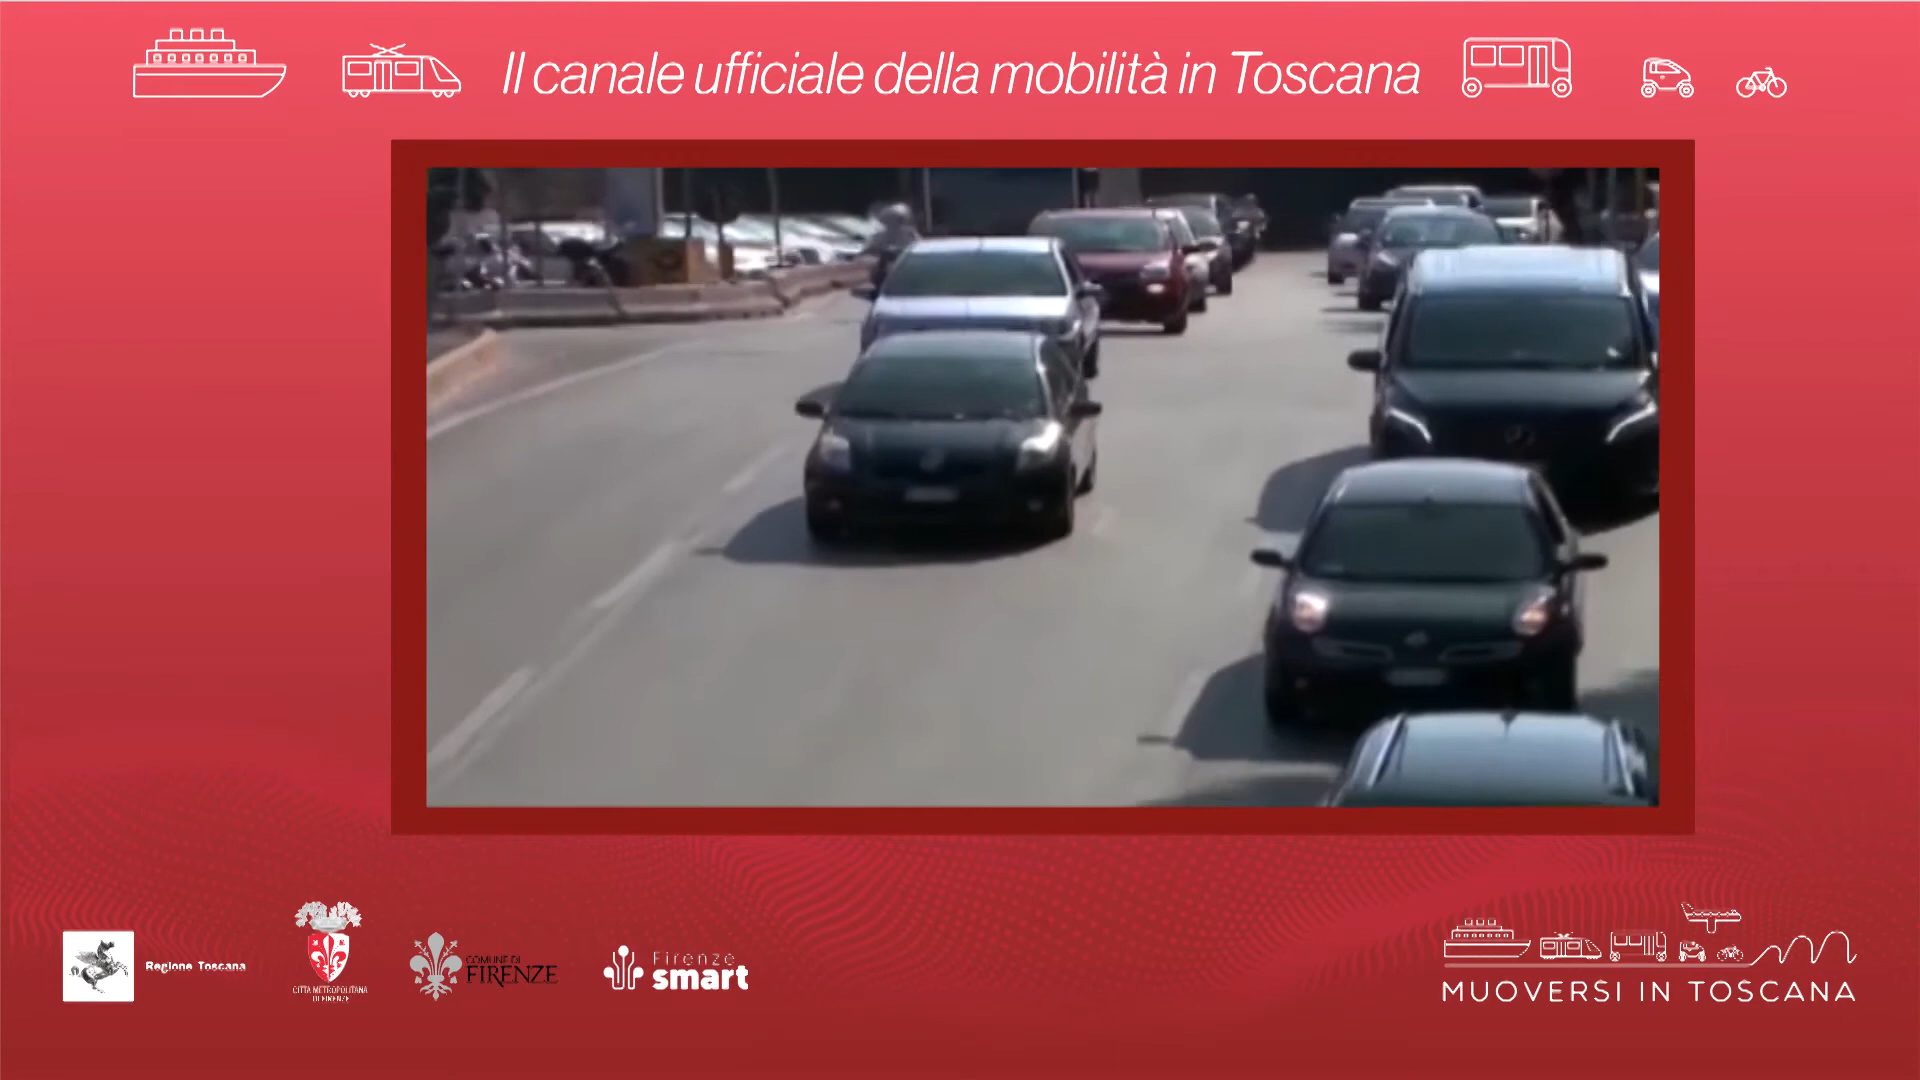 Il canale ufficiale della mobilità in Toscana
Regione Toscana
CITTÀ METROPOLITANA
DI FIRENZE
COMUNE DI
FIRENZE
Firenze
smart
MUOVERSI IN TOSCANA